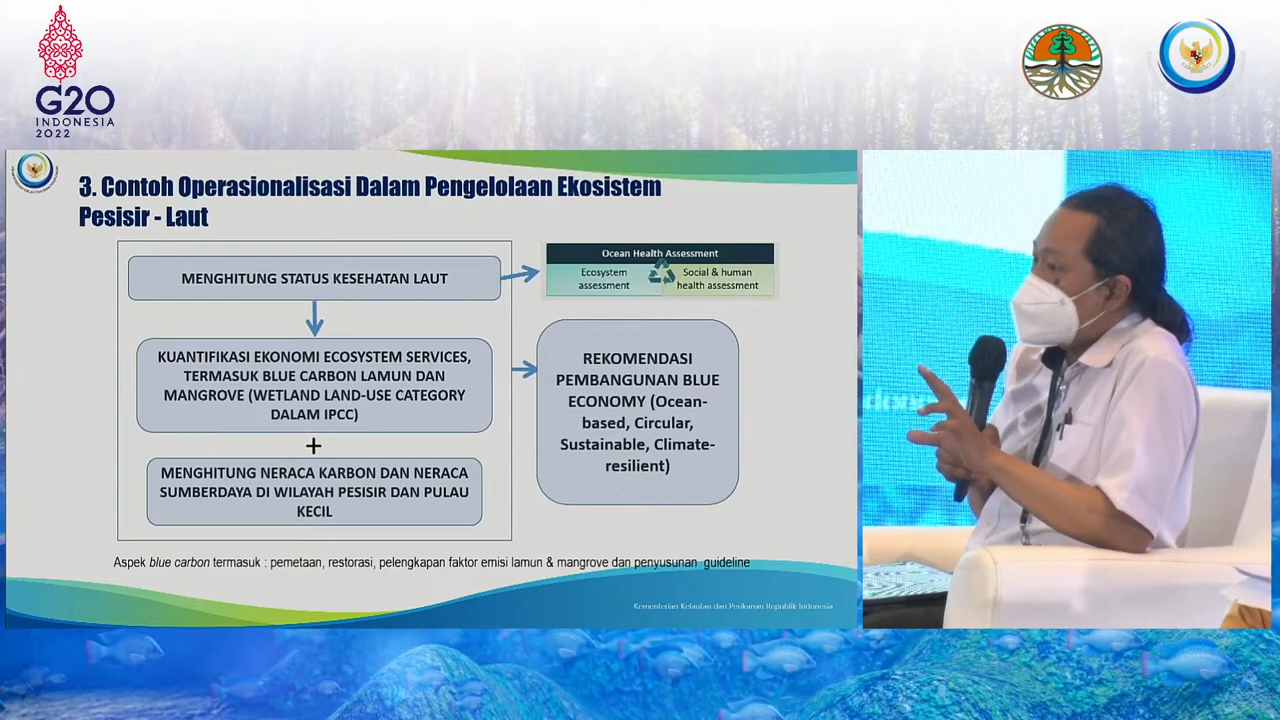 G20
INDONESIA
2022
3. Contoh Operasionalisasi Dalam Pengelolaan Ekosistem
Pesisir - Laut
MENGHITUNG STATUS KESEHATAN LAUT
Ocean Health Assessment
Ecosystem
assessment
Social & human
health assessment
KUANTIFIKASI EKONOMI ECOSYSTEM SERVICES,
TERMASUK BLUE CARBON LAMUN DAN
MANGROVE (WETLAND LAND-USE CATEGORY
DALAM IPCC)
+
MENGHITUNG NERACA KARBON DAN NERACA
SUMBERDAYA DI WILAYAH PESISIR DAN PULAU
KECIL
REKOMENDASI
PEMBANGUNAN BLUE
ECONOMY (Ocean-
based, Circular,
Sustainable, Climate-
resilient)
Aspek blue carbon termasuk : pemetaan, restorasi, pelengkapan faktor emisi lamun & mangrove dan penyusunan guideline
Kementerian Kelautan dan Perikanan Republik Indonesia